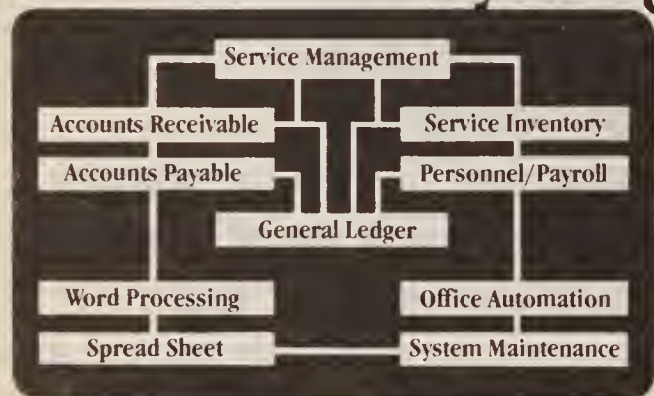 Service Management
Accounts Receivable Service Inventory
Accounts Payable Personnel/Payroll
General Ledger
Word Processing Office Automation
Spread Sheet System Maintenance